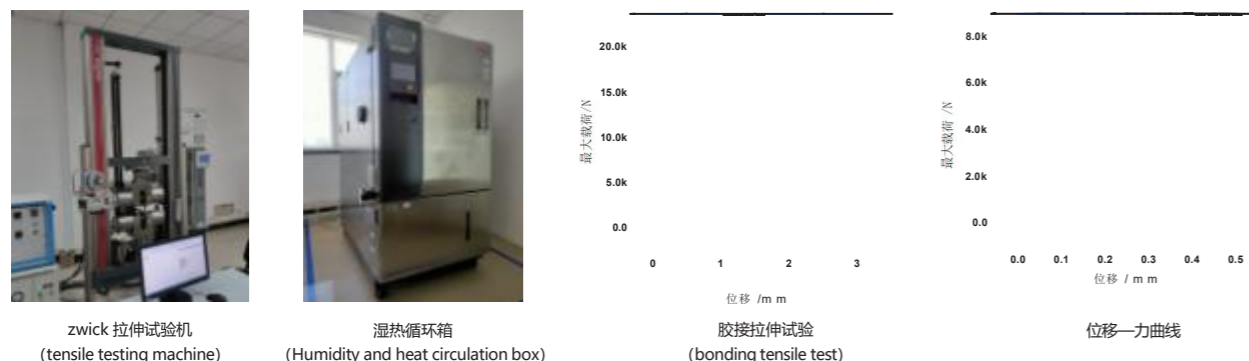 20.0k
15.0k
10.0k
5.0k
0.0
最大载荷/N
0 1 2 3
位移 /mm
8.0k
6.0k
4.0k
2.0k
0.0
最大载荷 /N
0.0 0.1 0.2 0.3 0.4 0.5
位移 / mm
zwick 拉伸试验机
(tensile testing machine)
湿热循环箱
(Humidity and heat circulation box)
胶接拉伸试验
(bonding tensile test)
位移—力曲线